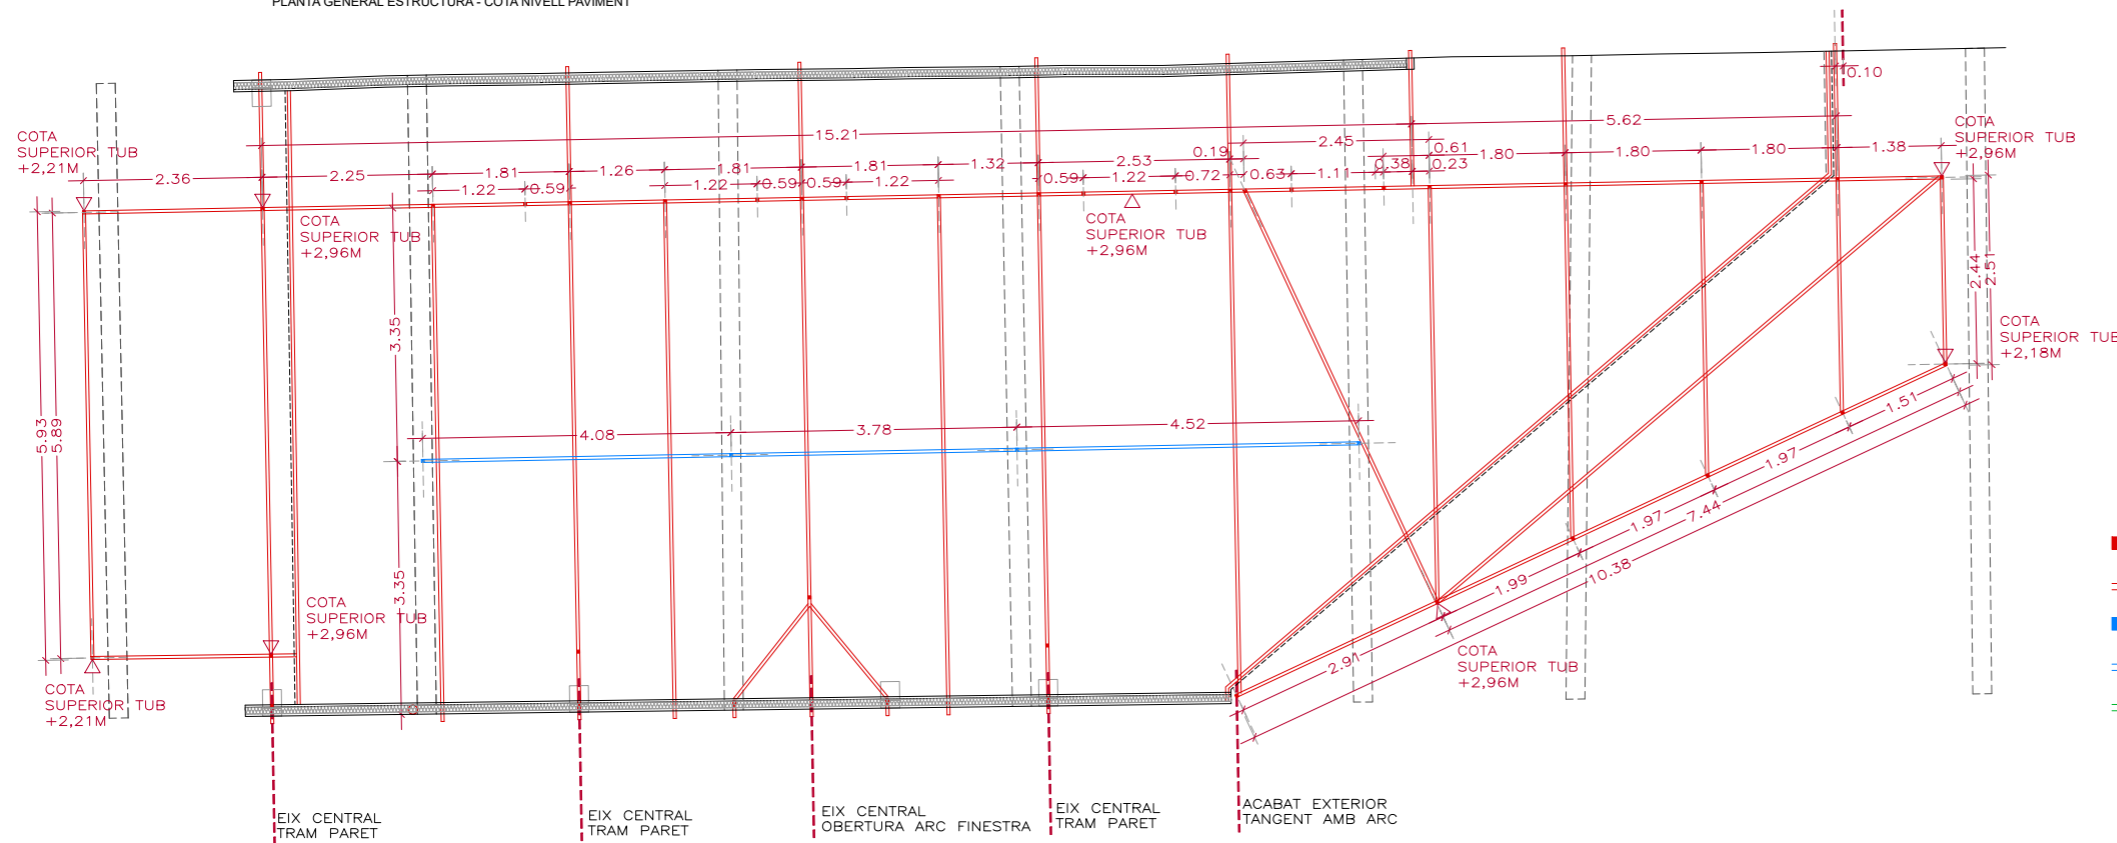 PLANTA GENERAL ESTRUCTURA - COTA NIVELL PAVIMENT
0.10
COTA
SUPERIOR TUB
+2,21M
15.21
5.62
COTA
SUPERIOR TUB
+2,96M
2.36
2.25
1.81
1.26
1.81
1.81
1.32
2.53
0.19
2.45
0.61
1.80
1.80
1.80
1.38
1.22
0.59
1.22
0.59
0.59
1.22
0.59
1.22
0.72
0.63
1.11
0.38
0.23
COTA
SUPERIOR TUB
+2,96M
COTA
SUPERIOR TUB
+2,96M
2.44
2.51
3.35
COTA
SUPERIOR TUB
+2,18M
5.93
5.89
4.08
3.78
4.52
1.51
1.97
1.97
7.44
1.99
10.38
3.35
COTA
SUPERIOR TUB
+2,96M
2.91
COTA
SUPERIOR TUB
+2,96M
COTA
SUPERIOR TUB
+2,21M
EIX CENTRAL
TRAM PARET
EIX CENTRAL
TRAM PARET
EIX CENTRAL
OBERTURA ARC FINESTRA
EIX CENTRAL
TRAM PARET
ACABAT EXTERIOR
TANGENT AMB ARC